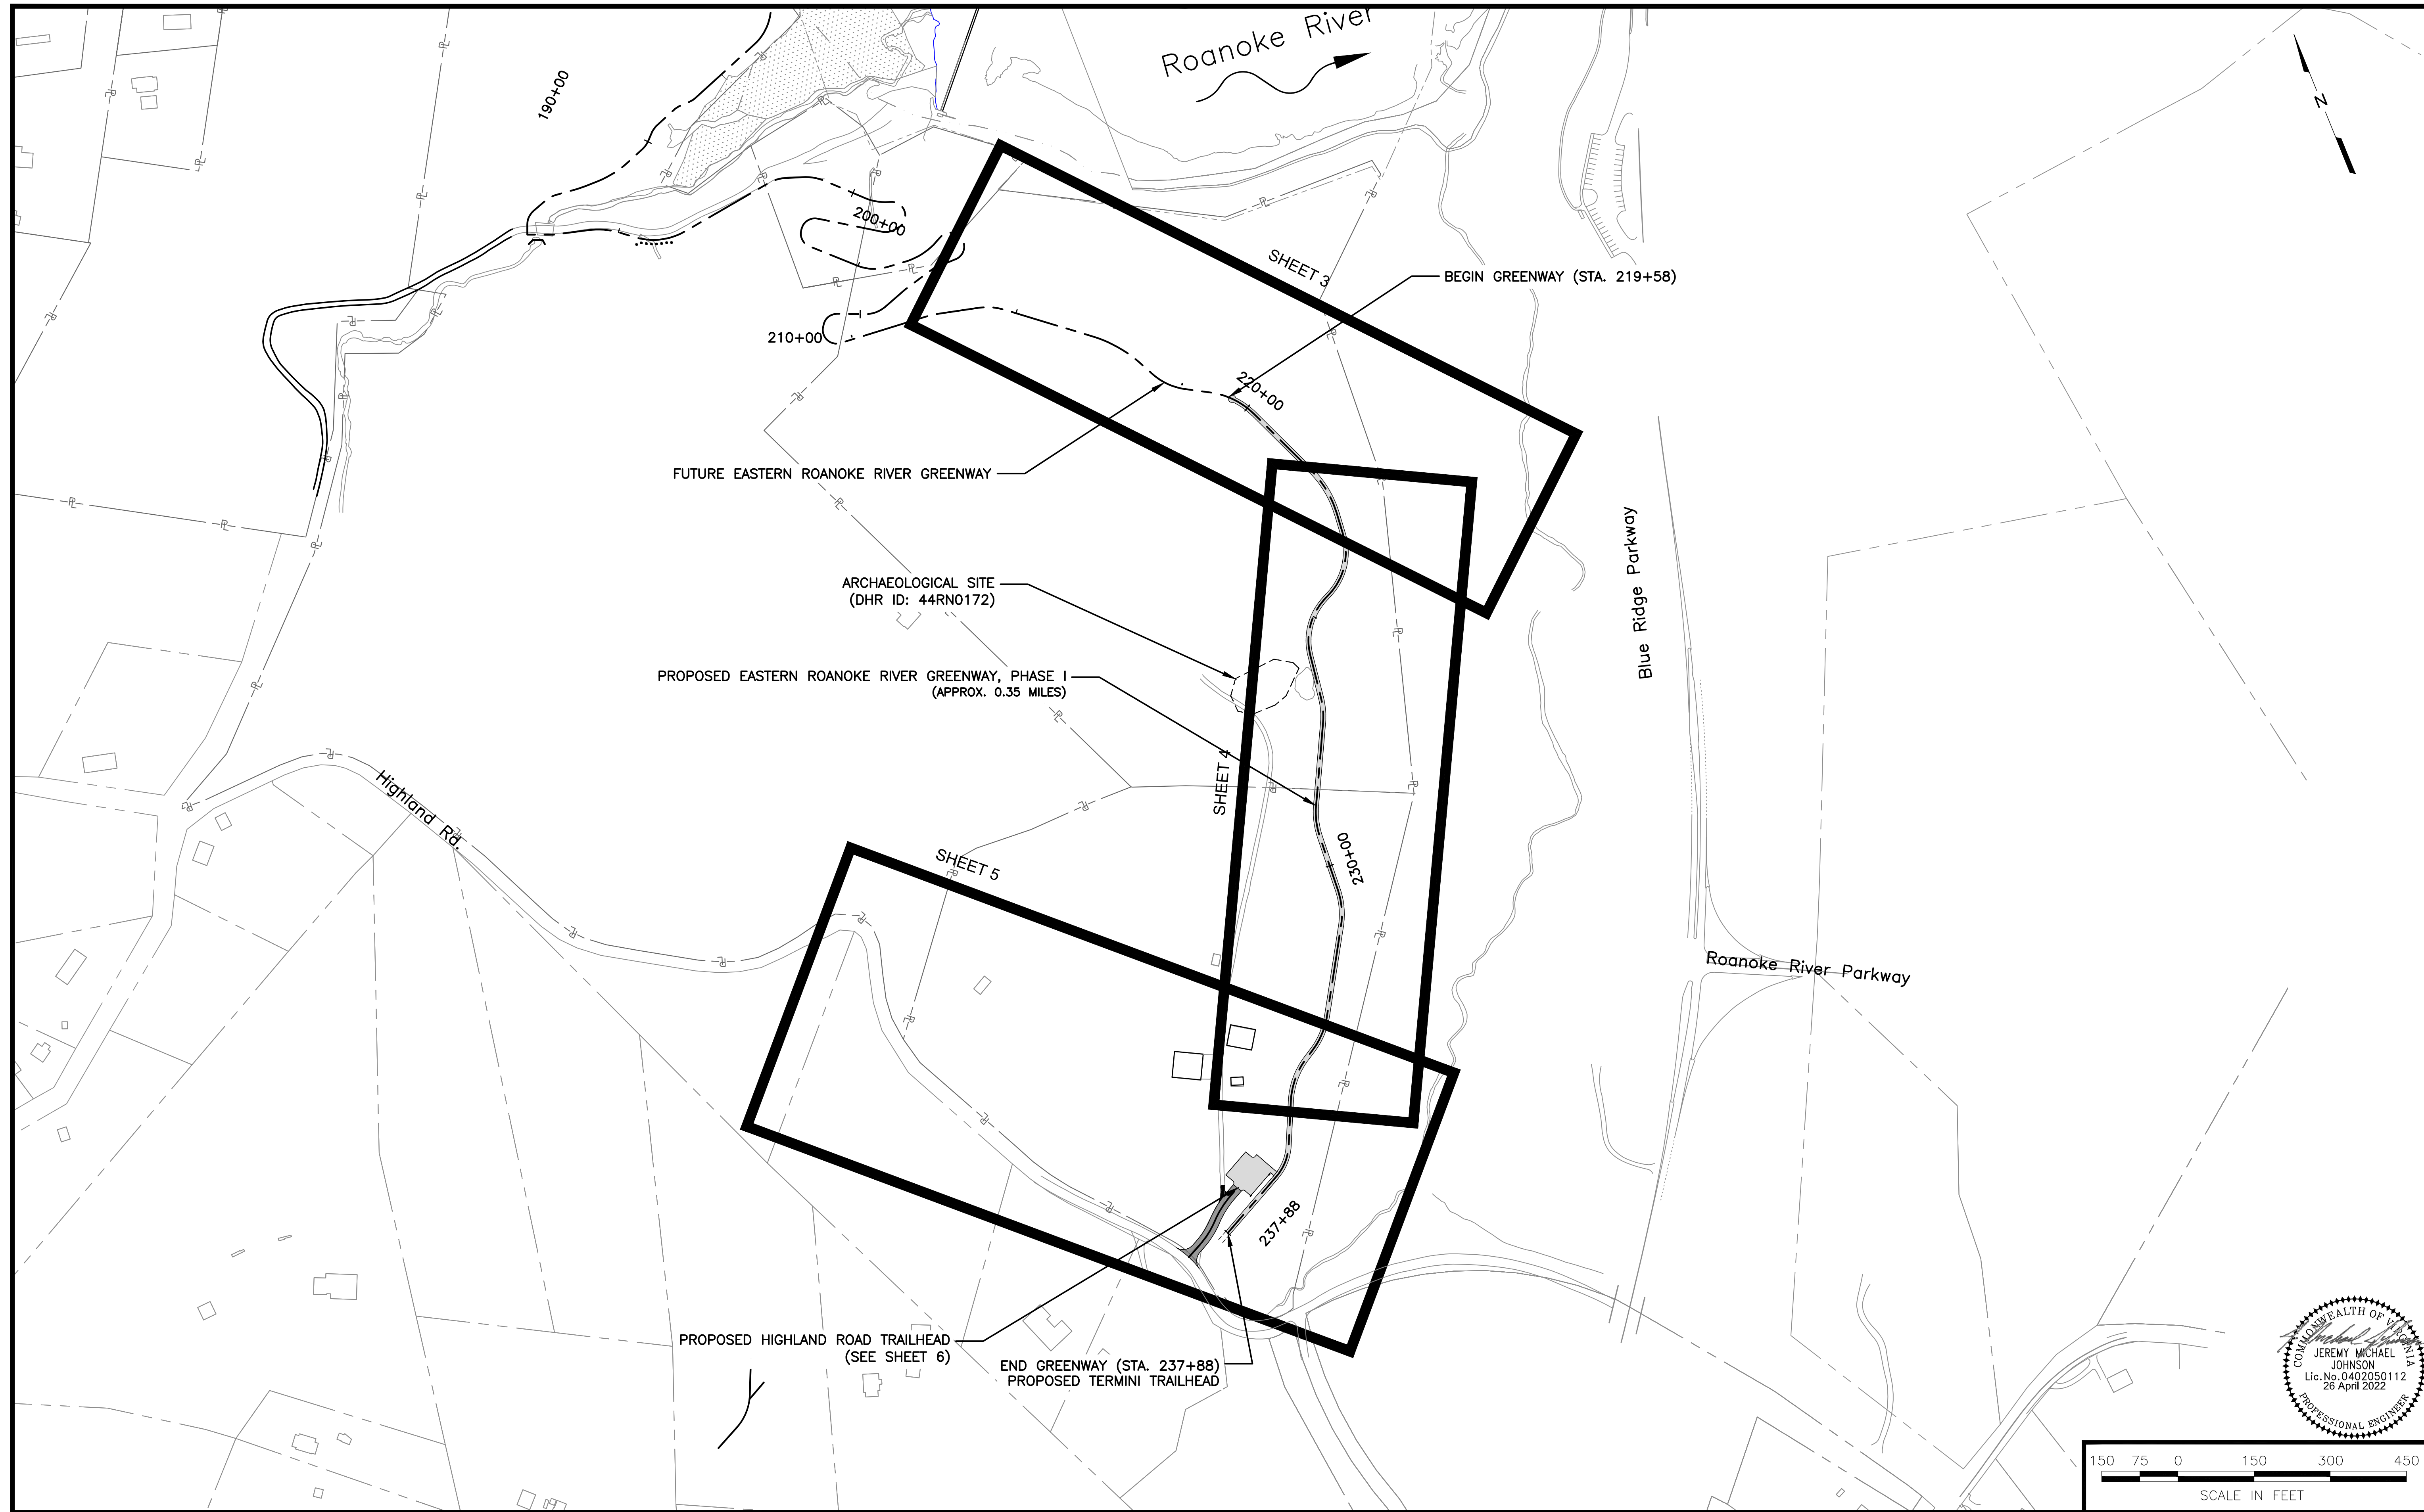 Roanoke River
190+00
N
200+00
SHEET 3
BEGIN GREENWAY (STA. 219+58)
210+00
220+00
FUTURE EASTERN ROANOKE RIVER GREENWAY
Blue Ridge Parkway
ARCHAEOLOGICAL SITE
(DHR ID: 44RN0172)
PROPOSED EASTERN ROANOKE RIVER GREENWAY, PHASE I
(APPROX. 0.35 MILES)
SHEET 4
Highland Rd.
230+00
SHEET 5
Roanoke River Parkway
237+88
PROPOSED HIGHLAND ROAD TRAILHEAD
(SEE SHEET 6)
END GREENWAY (STA. 237+88)
PROPOSED TERMINI TRAILHEAD
COMMONWEALTH OF VIRGINIA
JEREMY MICHAEL
JOHNSON
Lic.No.0402050112
26 April 2022
PROFESSIONAL ENGINEER
150 75 0 150 300 450
SCALE IN FEET